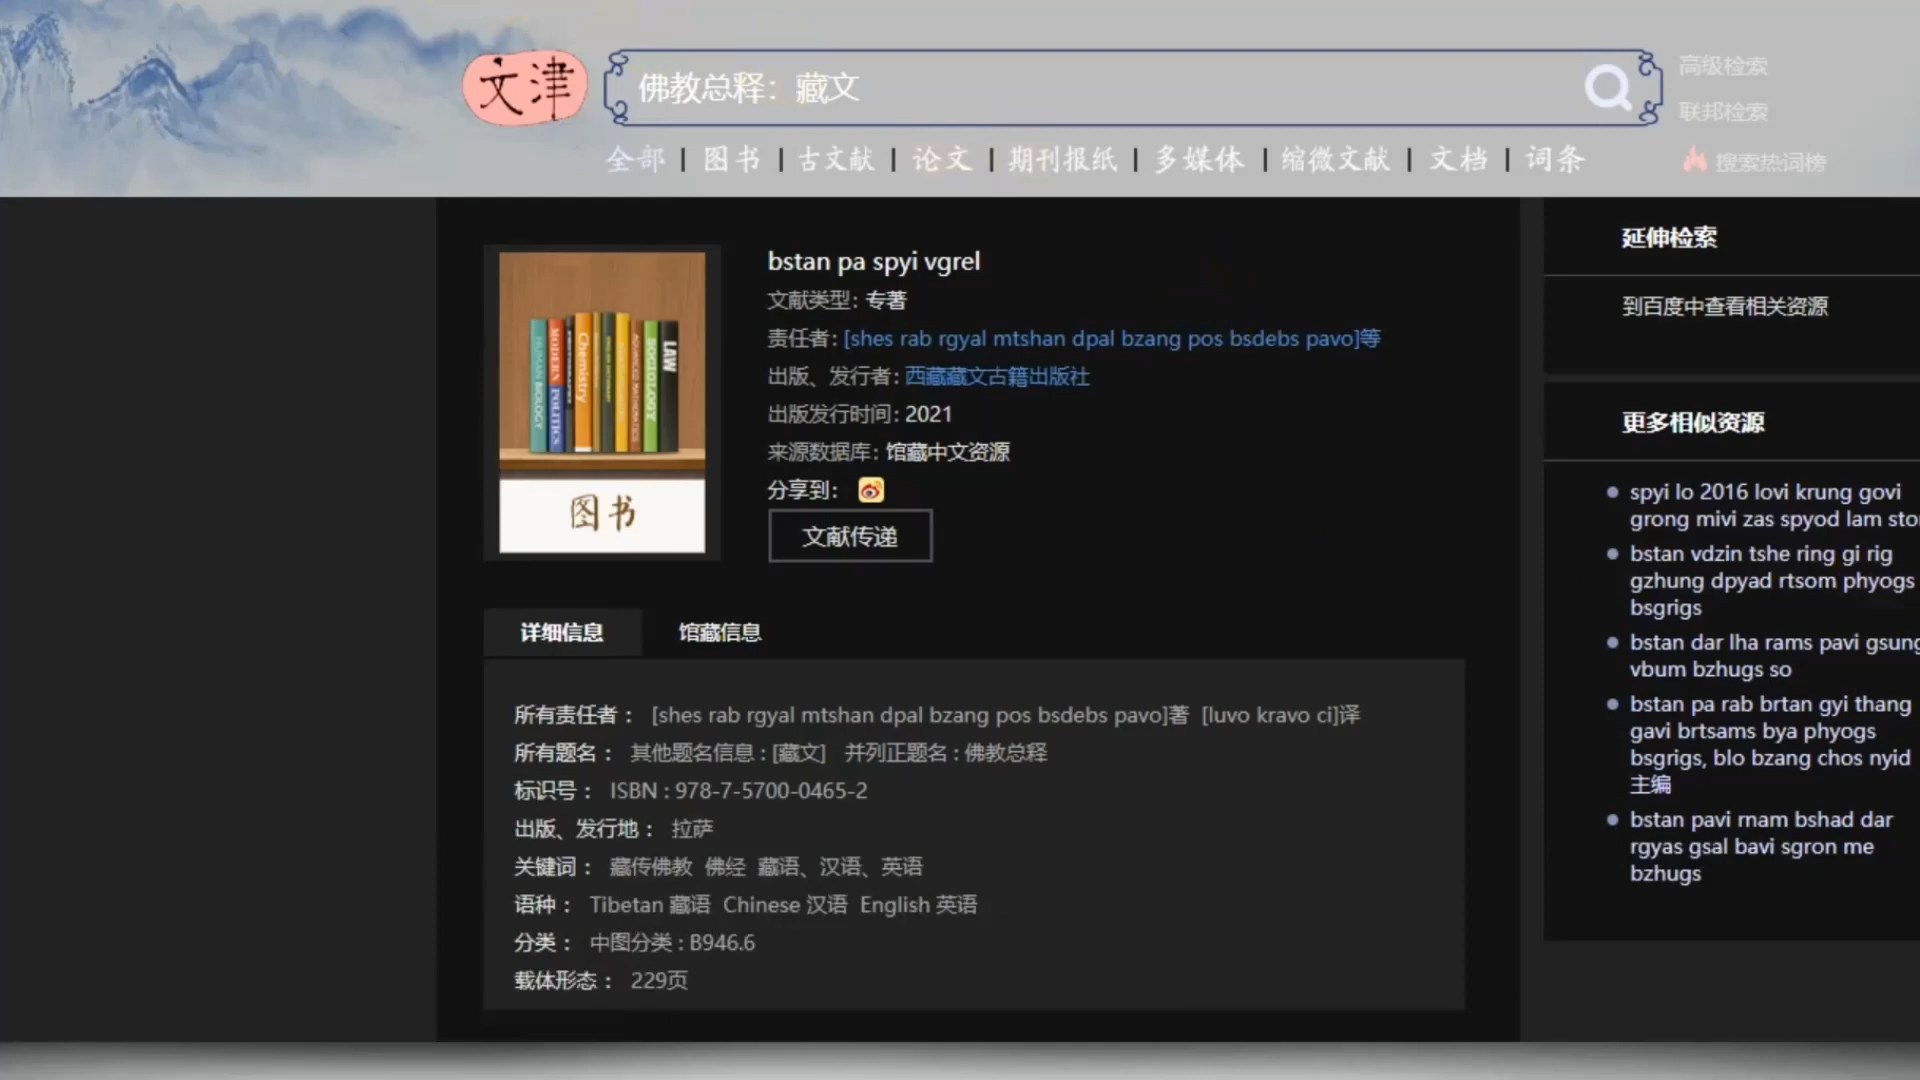 文津
佛教总释：藏文
高级检索
联邦检索
全部 | 图书 | 古文献 | 论文 | 期刊报纸 | 多媒体 | 缩微文献 | 文档 | 词条
搜索热词榜
HUMAN BIOLOGY
MODERN POLITICS
Chemistry
ADVANCED MATHEMATICS
SOCIOLOGY
LAW
图书
bstan pa spyi vgrel
文献类型: 专著
责任者: [shes rab rgyal mtshan dpal bzang pos bsdebs pavo]等
出版、发行者: 西藏藏文古籍出版社
出版发行时间: 2021
来源数据库: 馆藏中文资源
分享到:
文献传递
详细信息
馆藏信息
所有责任者： [shes rab rgyal mtshan dpal bzang pos bsdebs pavo]著 [luvo kravo ci]译
所有题名： 其他题名信息 : [藏文] 并列正题名 : 佛教总释
标识号： ISBN : 978-7-5700-0465-2
出版、发行地： 拉萨
关键词： 藏传佛教 佛经 藏语、汉语、英语
语种： Tibetan 藏语 Chinese 汉语 English 英语
分类： 中图分类 : B946.6
载体形态： 229页
延伸检索
到百度中查看相关资源
更多相似资源
spyi lo 2016 lovi krung govi
grong mivi zas spyod lam
bstan vdzin tshe ring gi rig
gzhung dpyad rtsom phyogs
bsgrigs
bstan dar lha rams pavi gsung
vbum bzhugs so
bstan pa rab brtan gyi thang
gavi brtsams bya phyogs
bsgrigs, blo bzang chos nyid
主编
bstan pavi rnam bshad dar
rgyas gsal bavi sgron me
bzhugs